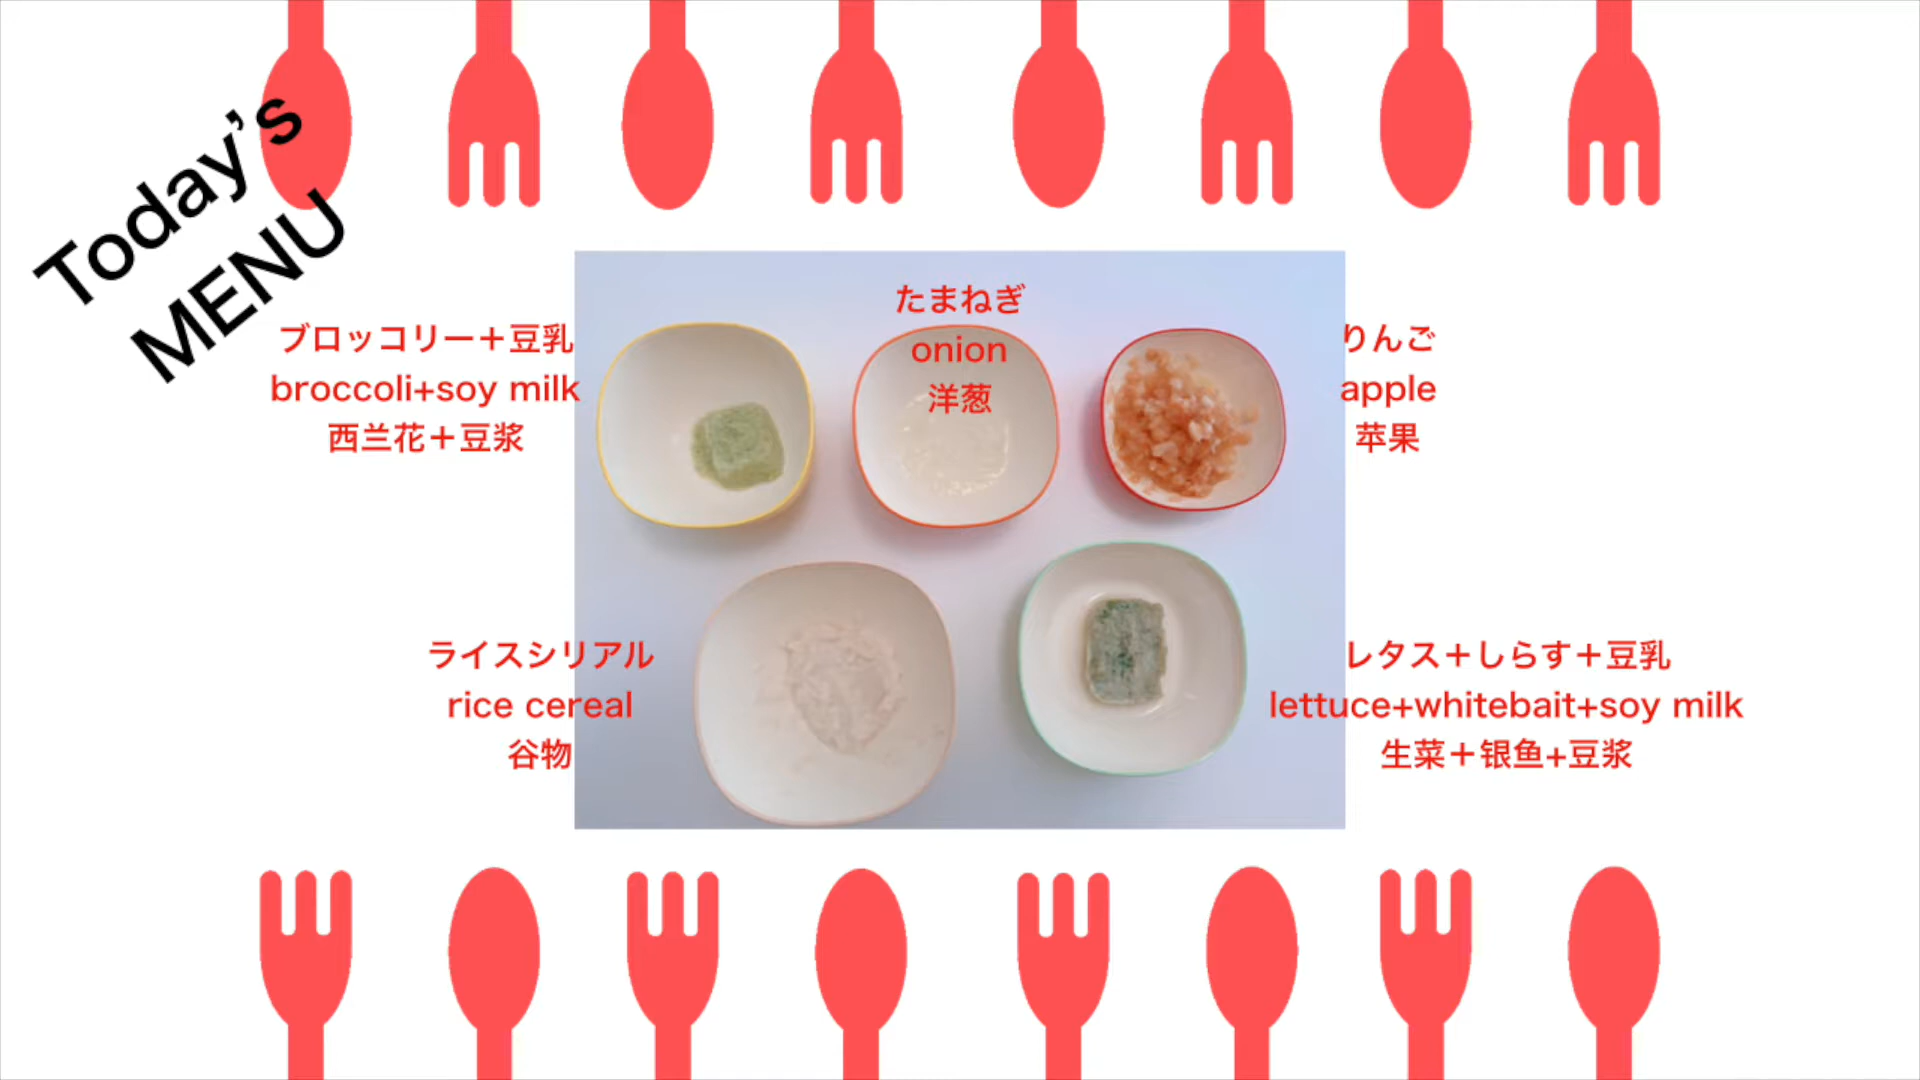 Today's
MENU
ブロッコリー＋豆乳
broccoli+soy milk
西兰花＋豆浆
たまねぎ
onion
洋葱
りんご
apple
苹果
ライスシリアル
rice cereal
谷物
レタス＋しらす＋豆乳
lettuce+whitebait+soy milk
生菜＋银鱼+豆浆